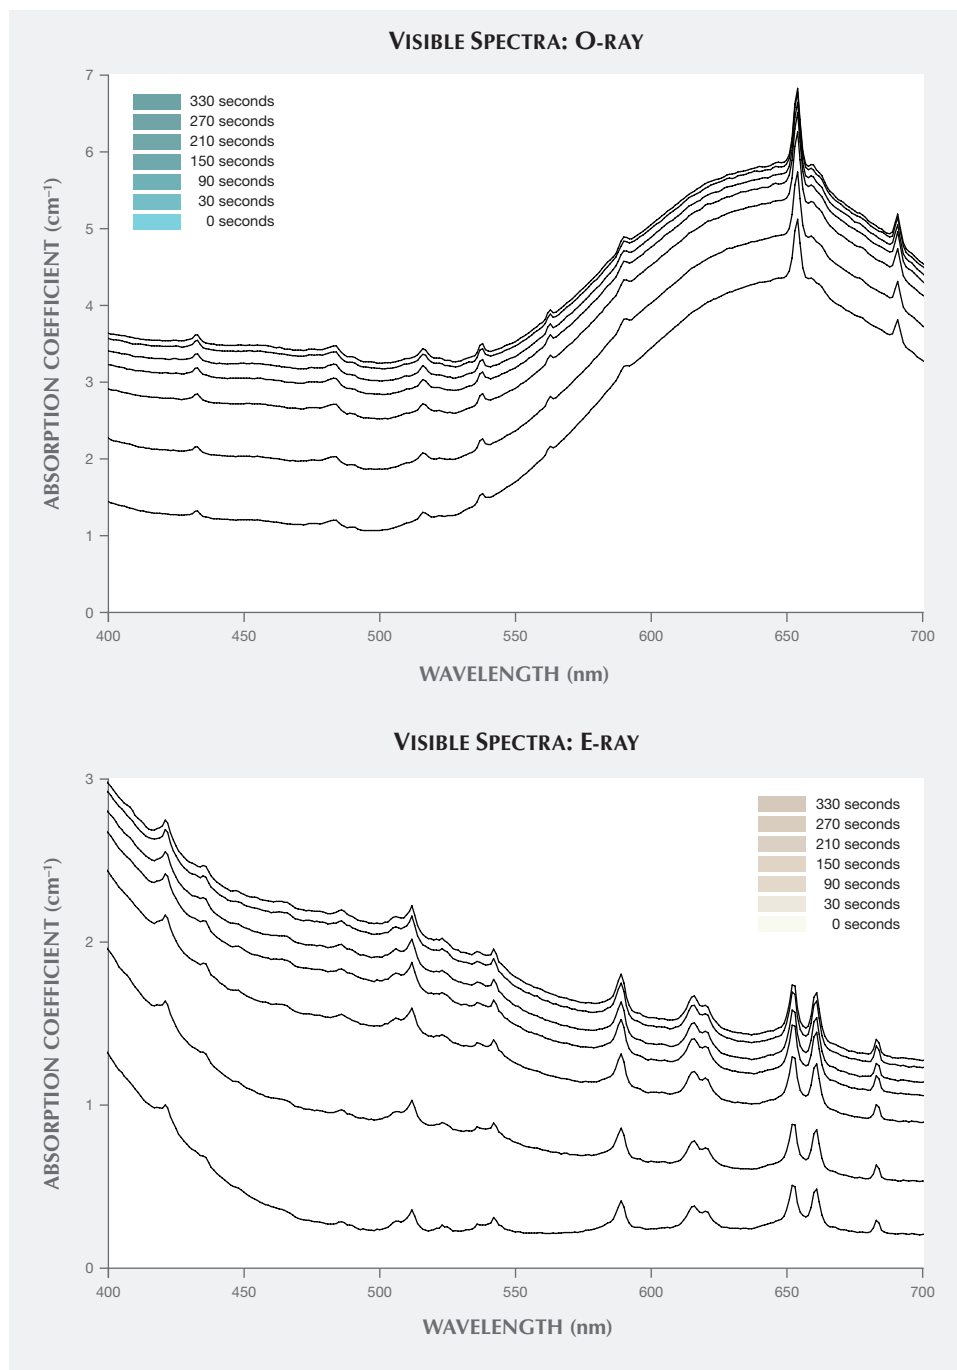 VISIBLE SPECTRA: O-RAY
7
6
5
4
3
2
1
0
ABSORPTION COEFFICIENT (cm⁻¹)
330 seconds
270 seconds
210 seconds
150 seconds
90 seconds
30 seconds
0 seconds
400 450 500 550 600 650 700
WAVELENGTH (nm)
VISIBLE SPECTRA: E-RAY
3
2
1
0
ABSORPTION COEFFICIENT (cm⁻¹)
330 seconds
270 seconds
210 seconds
150 seconds
90 seconds
30 seconds
0 seconds
400 450 500 550 600 650 700
WAVELENGTH (nm)